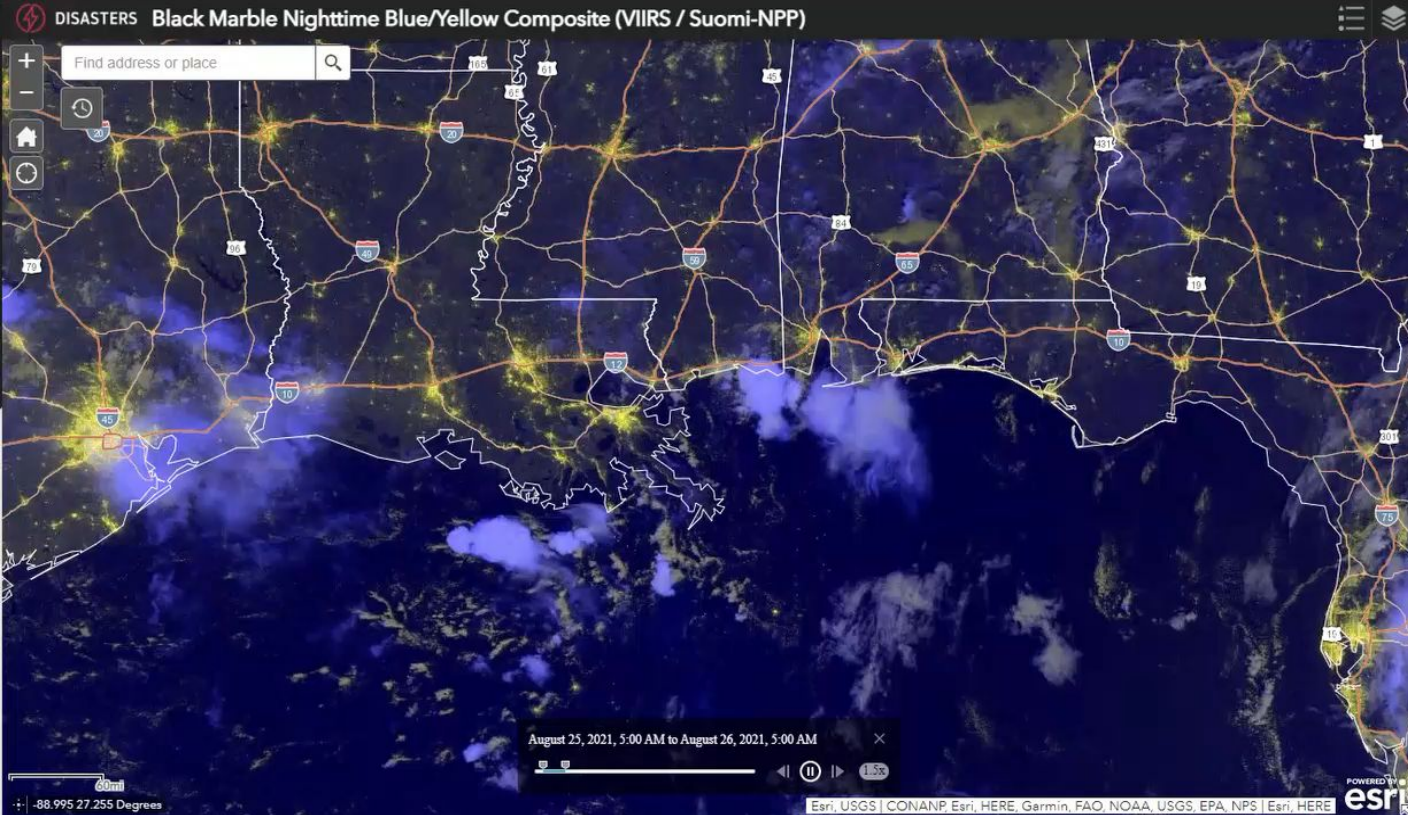 DISASTERS Black Marble Nighttime Blue/Yellow Composite (VIIRS / Suomi-NPP)
+
Find address or place
−
165
61
45
65
20
20
431
1
84
96
49
59
65
79
19
12
10
10
45
301
75
19
August 25, 2021, 5:00 AM to August 26, 2021, 5:00 AM
1.5x
60mi
-88.995 27.255 Degrees
Esri, USGS | CONANP, Esri, HERE, Garmin, FAO, NOAA, USGS, EPA, NPS | Esri, HERE
POWERED BY
esri